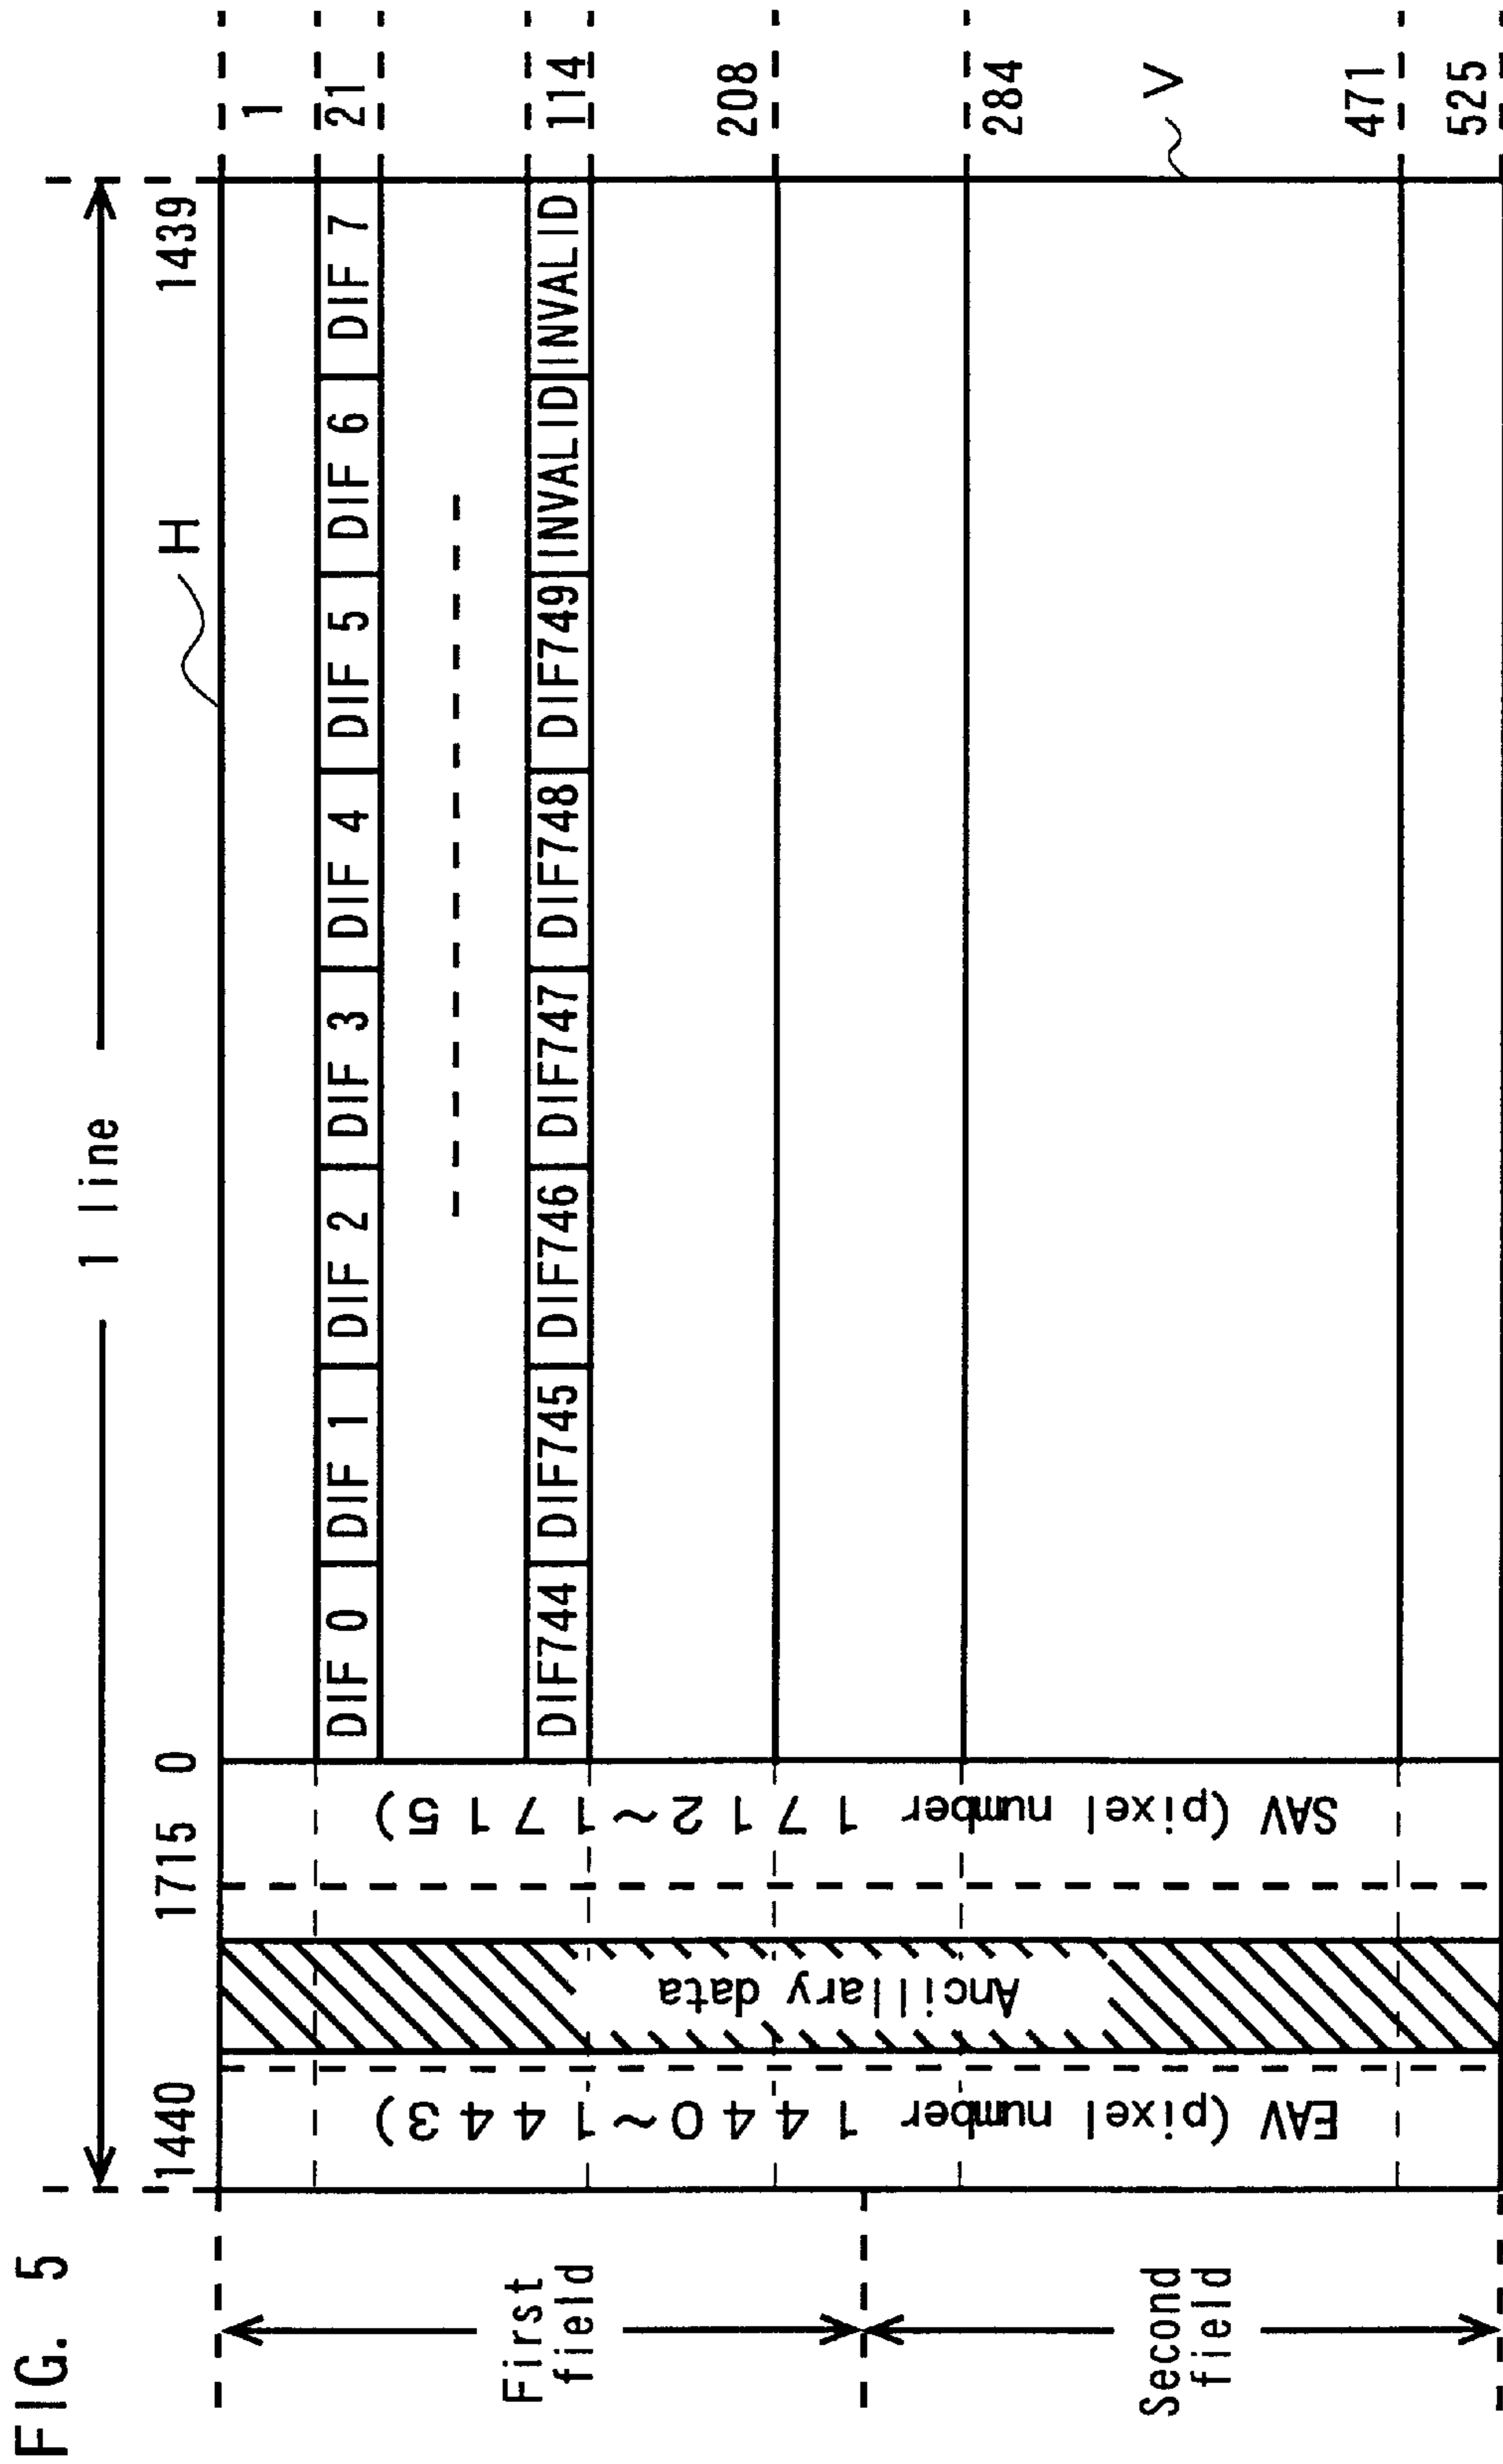 FIG. 5
1 line
1440 1715 0 H 1439
1
DIF 0 DIF 1 DIF 2 DIF 3 DIF 4 DIF 5 DIF 6 DIF 7 21
DIF744 DIF745 DIF746 DIF747 DIF748 DIF749 INVALID INVALID 114
208
284
V
471
525
First
field
Second
field
EAV (pixel number 1440~1443)
Ancillary data
SAV (pixel number 1712~1715)